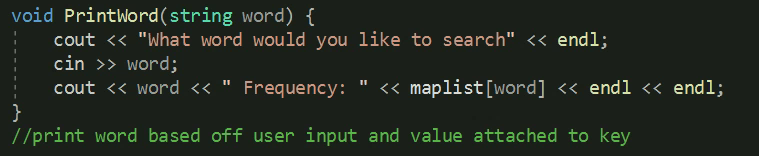 void PrintWord(string word) {
    cout << "What word would you like to search" << endl;
    cin >> word;
    cout << word << " Frequency: " << maplist[word] << endl << endl;
}
//print word based off user input and value attached to key